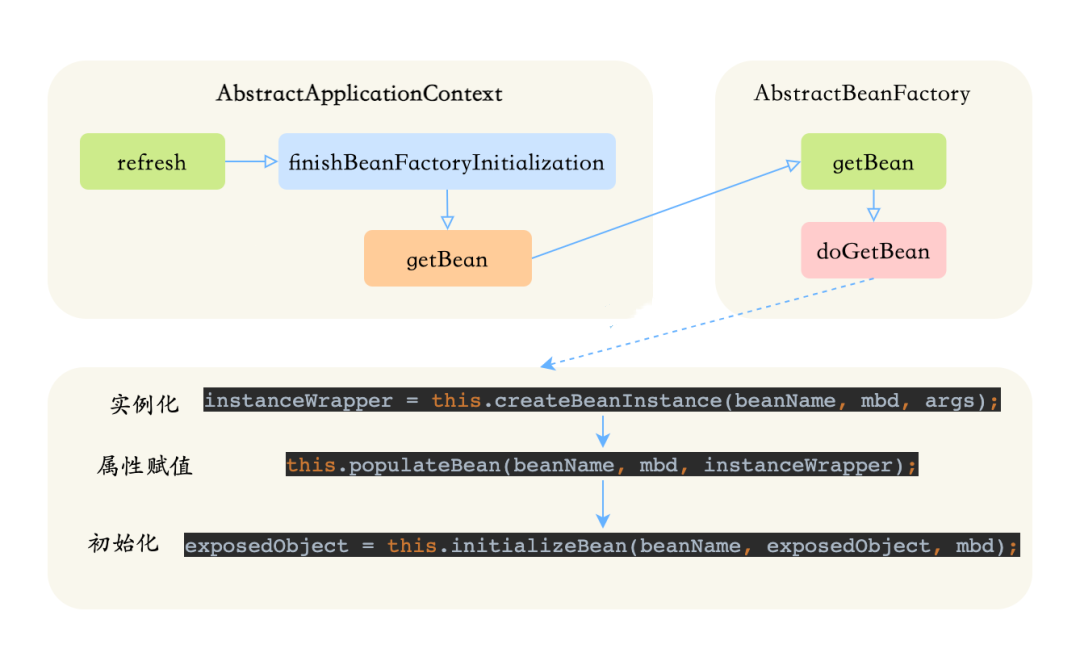 AbstractApplicationContext
refresh
finishBeanFactoryInitialization
getBean
AbstractBeanFactory
getBean
doGetBean
实例化 instanceWrapper = this.createBeanInstance(beanName, mbd, args);
属性赋值 this.populateBean(beanName, mbd, instanceWrapper);
初始化 exposedObject = this.initializeBean(beanName, exposedObject, mbd);